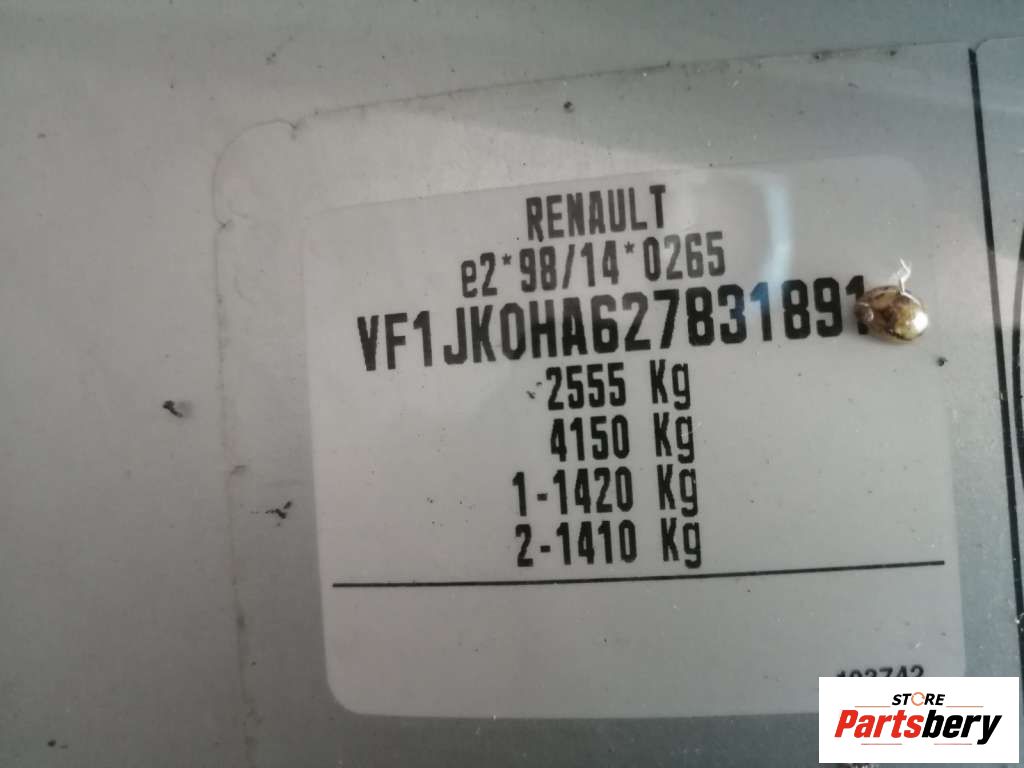 RENAULT
e2*98/14*0265
VF1JK0HA627831891
2555 Kg
4150 Kg
1-1420 Kg
2-1410 Kg
STORE
Partsbery